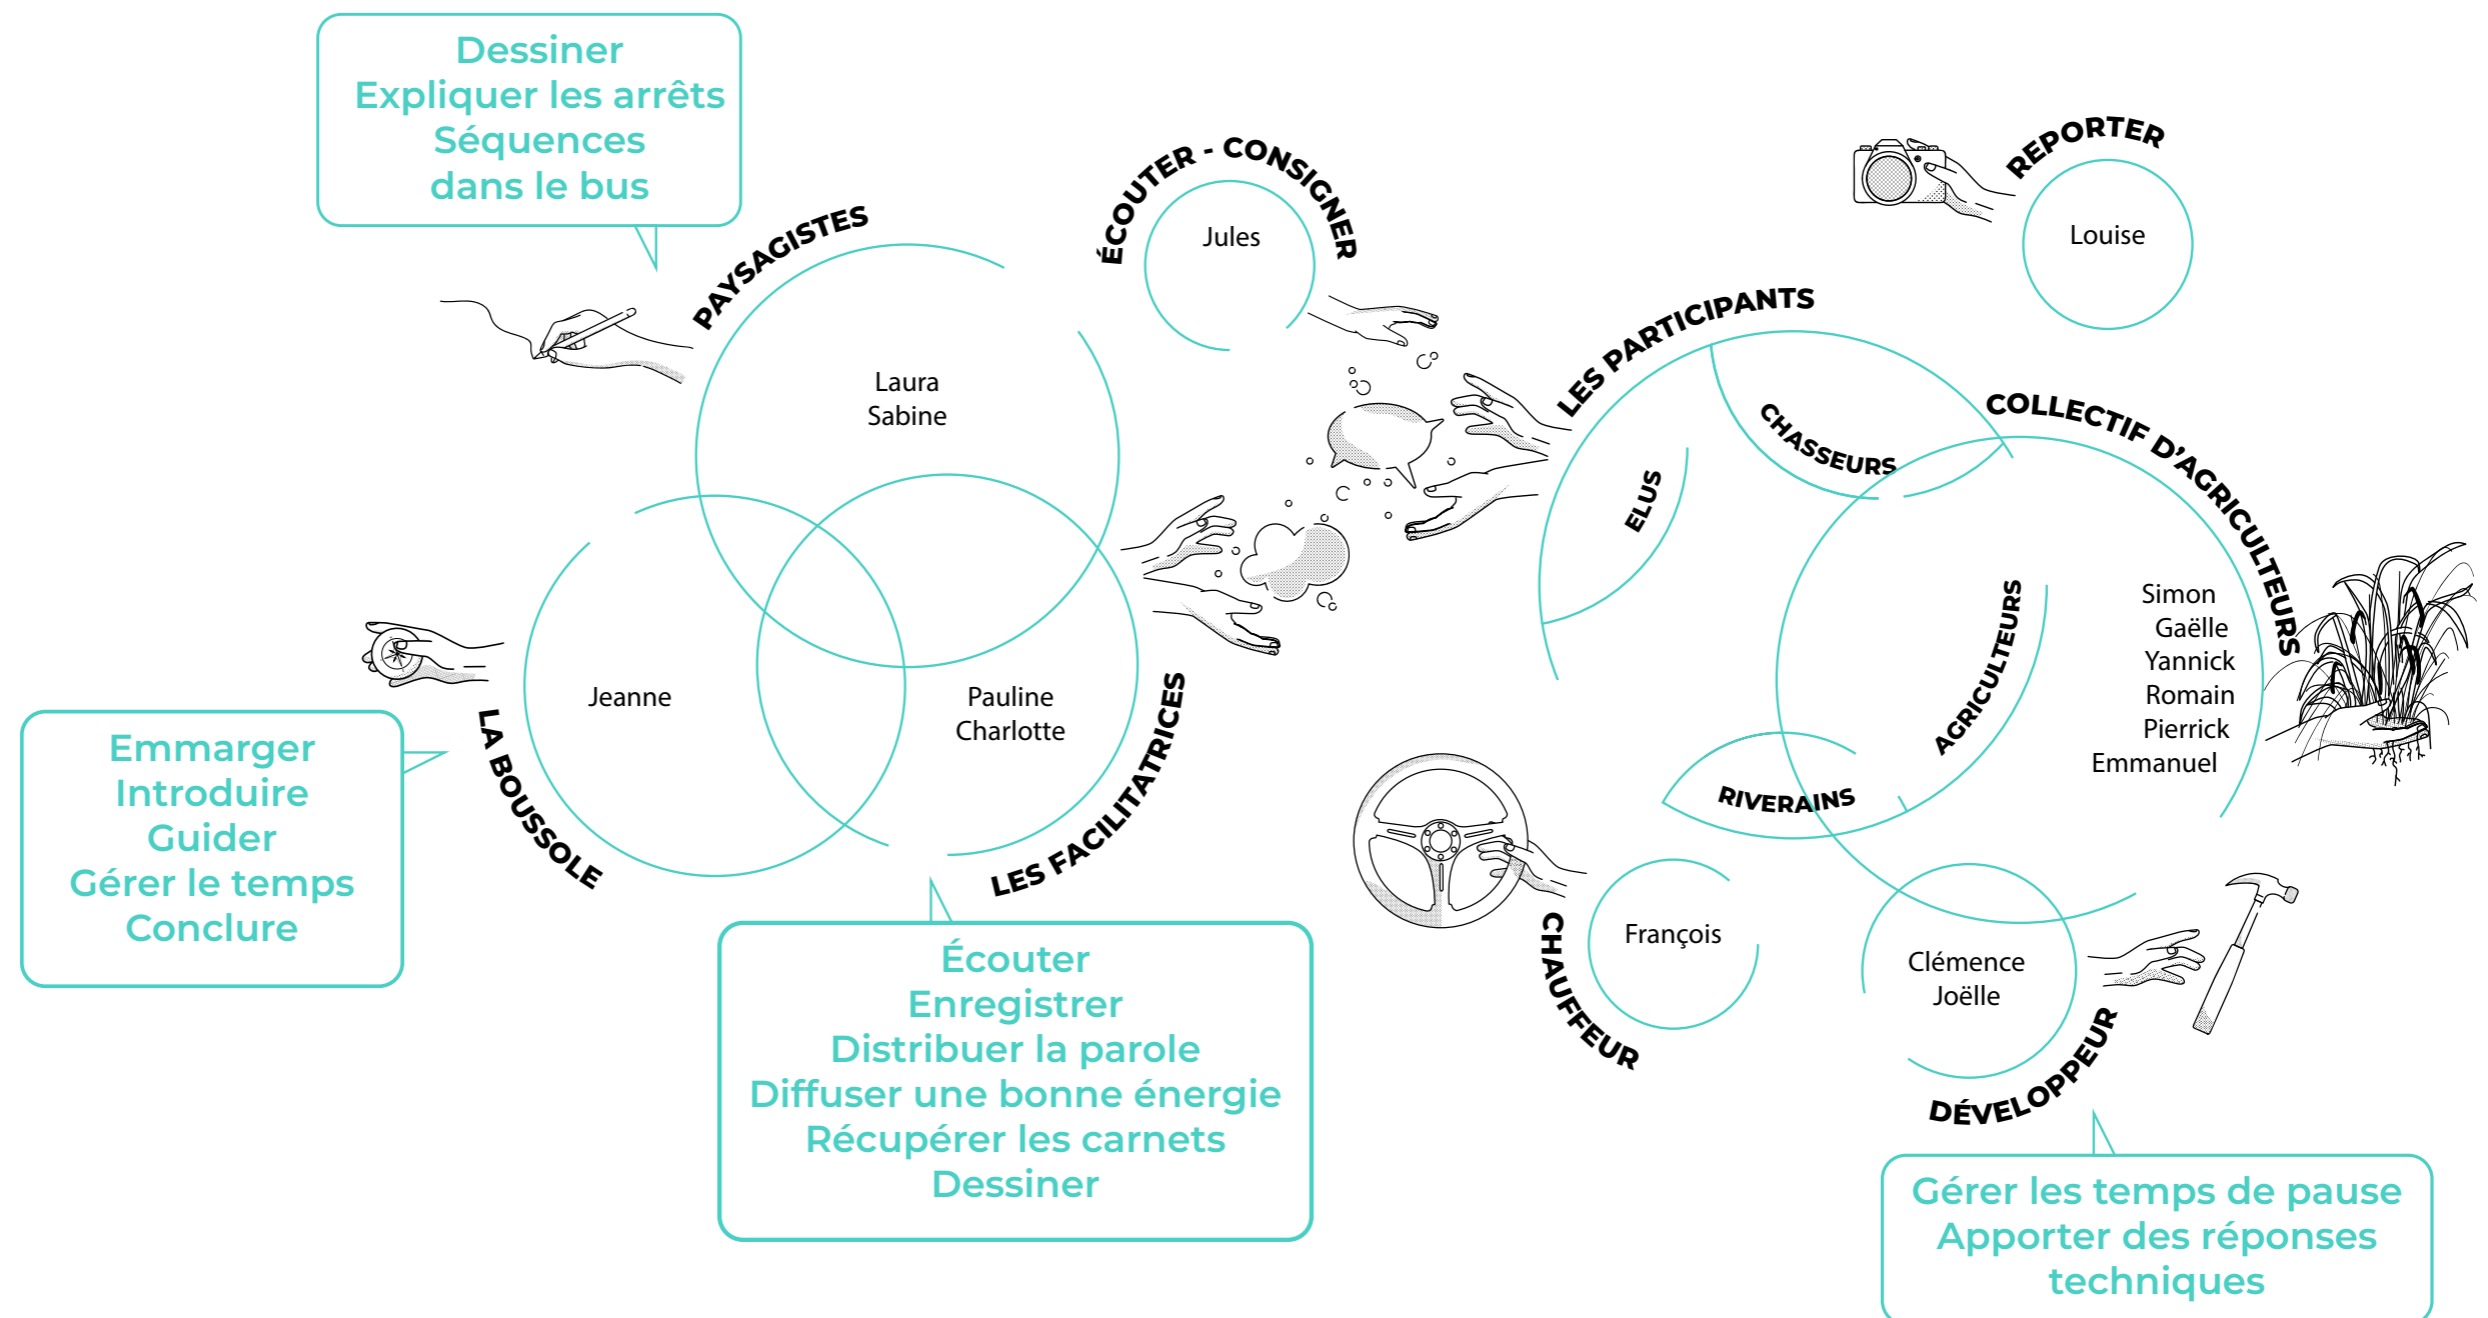 Dessiner
Expliquer les arrêts
Séquences
dans le bus
PAYSAGISTES
Laura
Sabine
ÉCOUTER - CONSIGNER
Jules
REPORTER
Louise
LA BOUSSOLE
Jeanne
Emmarger
Introduire
Guider
Gérer le temps
Conclure
LES FACILITATRICES
Pauline
Charlotte
Écouter
Enregistrer
Distribuer la parole
Diffuser une bonne énergie
Récupérer les carnets
Dessiner
LES PARTICIPANTS
CHASSEURS
ELUS
AGRICULTEURS
RIVERAINS
COLLECTIF D'AGRICULTEURS
Simon
Gaëlle
Yannick
Romain
Pierrick
Emmanuel
CHAUFFEUR
François
DÉVELOPPEUR
Clémence
Joëlle
Gérer les temps de pause
Apporter des réponses
techniques